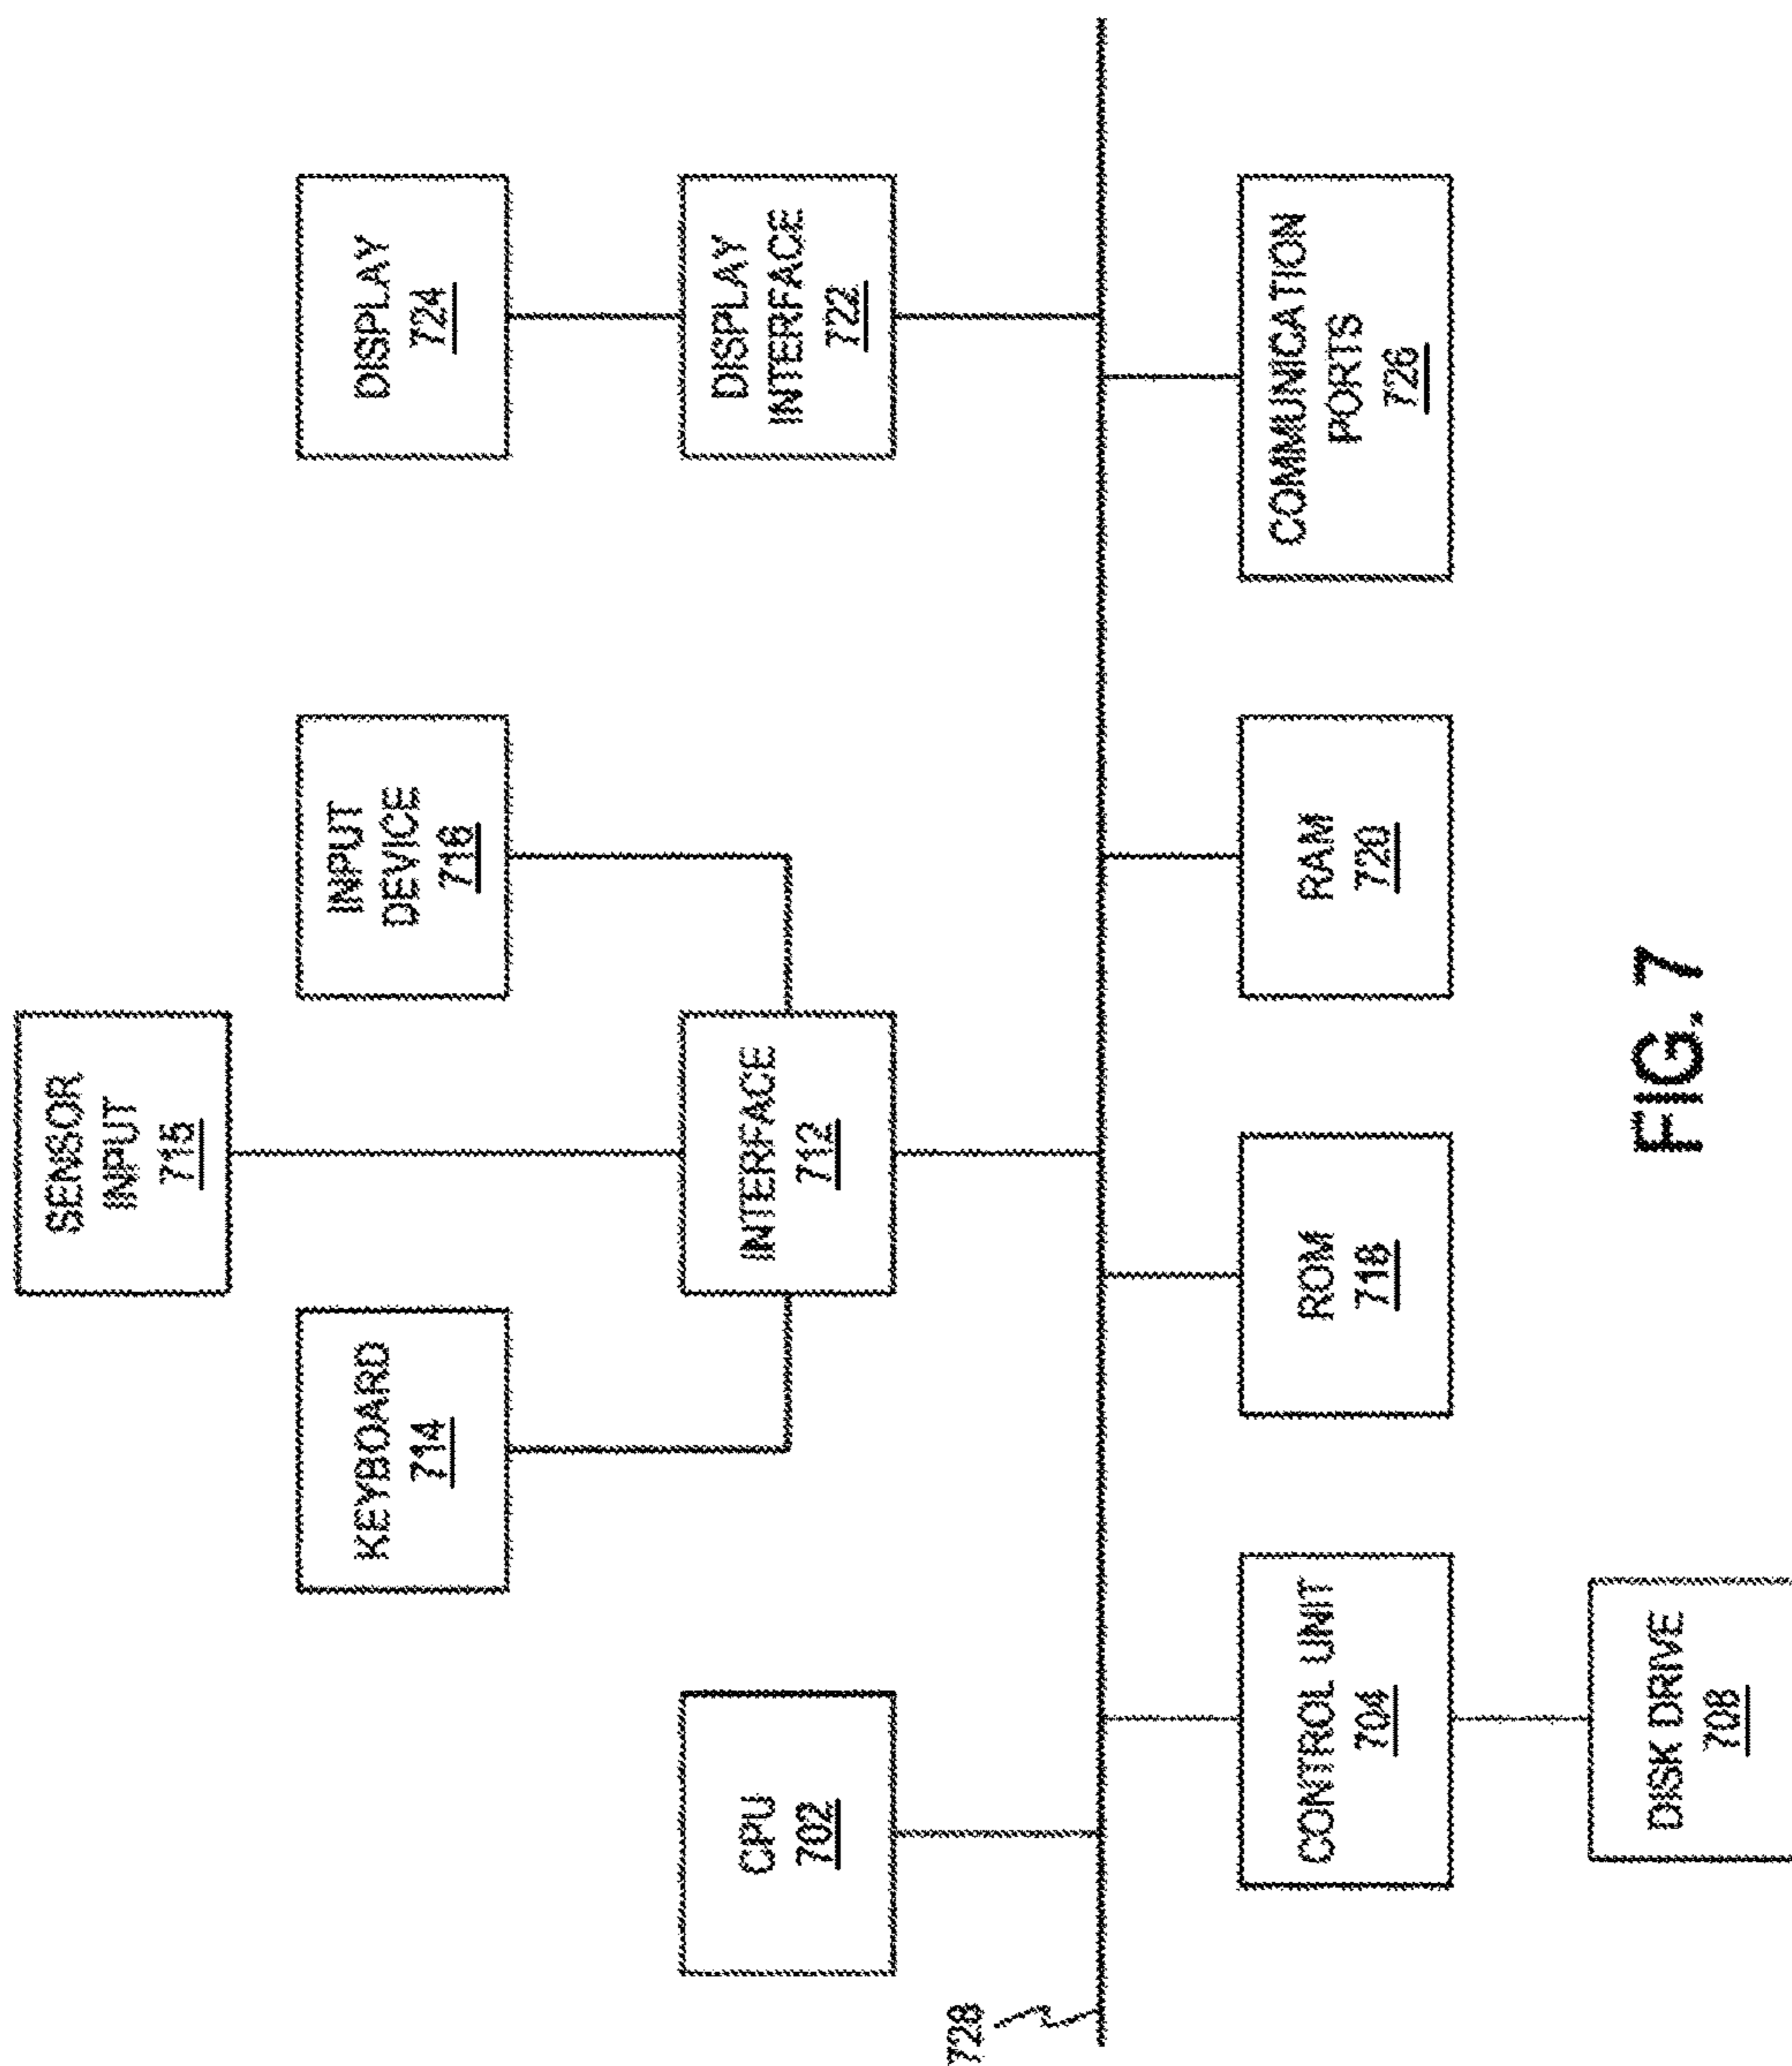 SENSOR
INPUT
715
KEYBOARD
714
INPUT
DEVICE
716
DISPLAY
724
CPU
702
INTERFACE
712
DISPLAY
INTERFACE
722
728
CONTROL UNIT
704
ROM
718
RAM
720
COMMUNICATION
PORTS
726
DISK DRIVE
708
FIG. 7